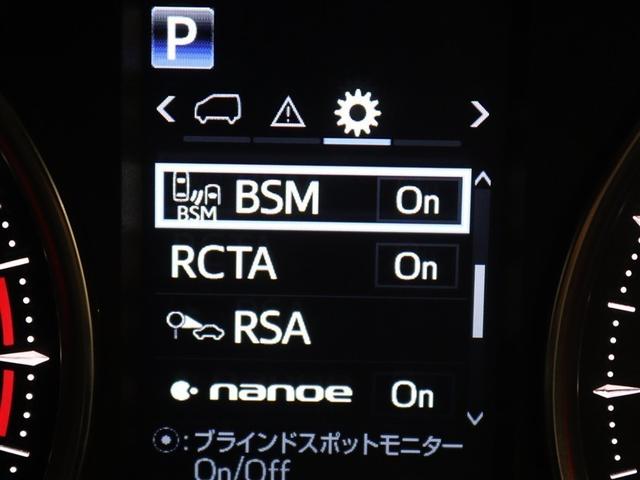 P
BSM BSM On
RCTA On
RSA
nanoe On
:ブラインドスポットモニター
On/Off